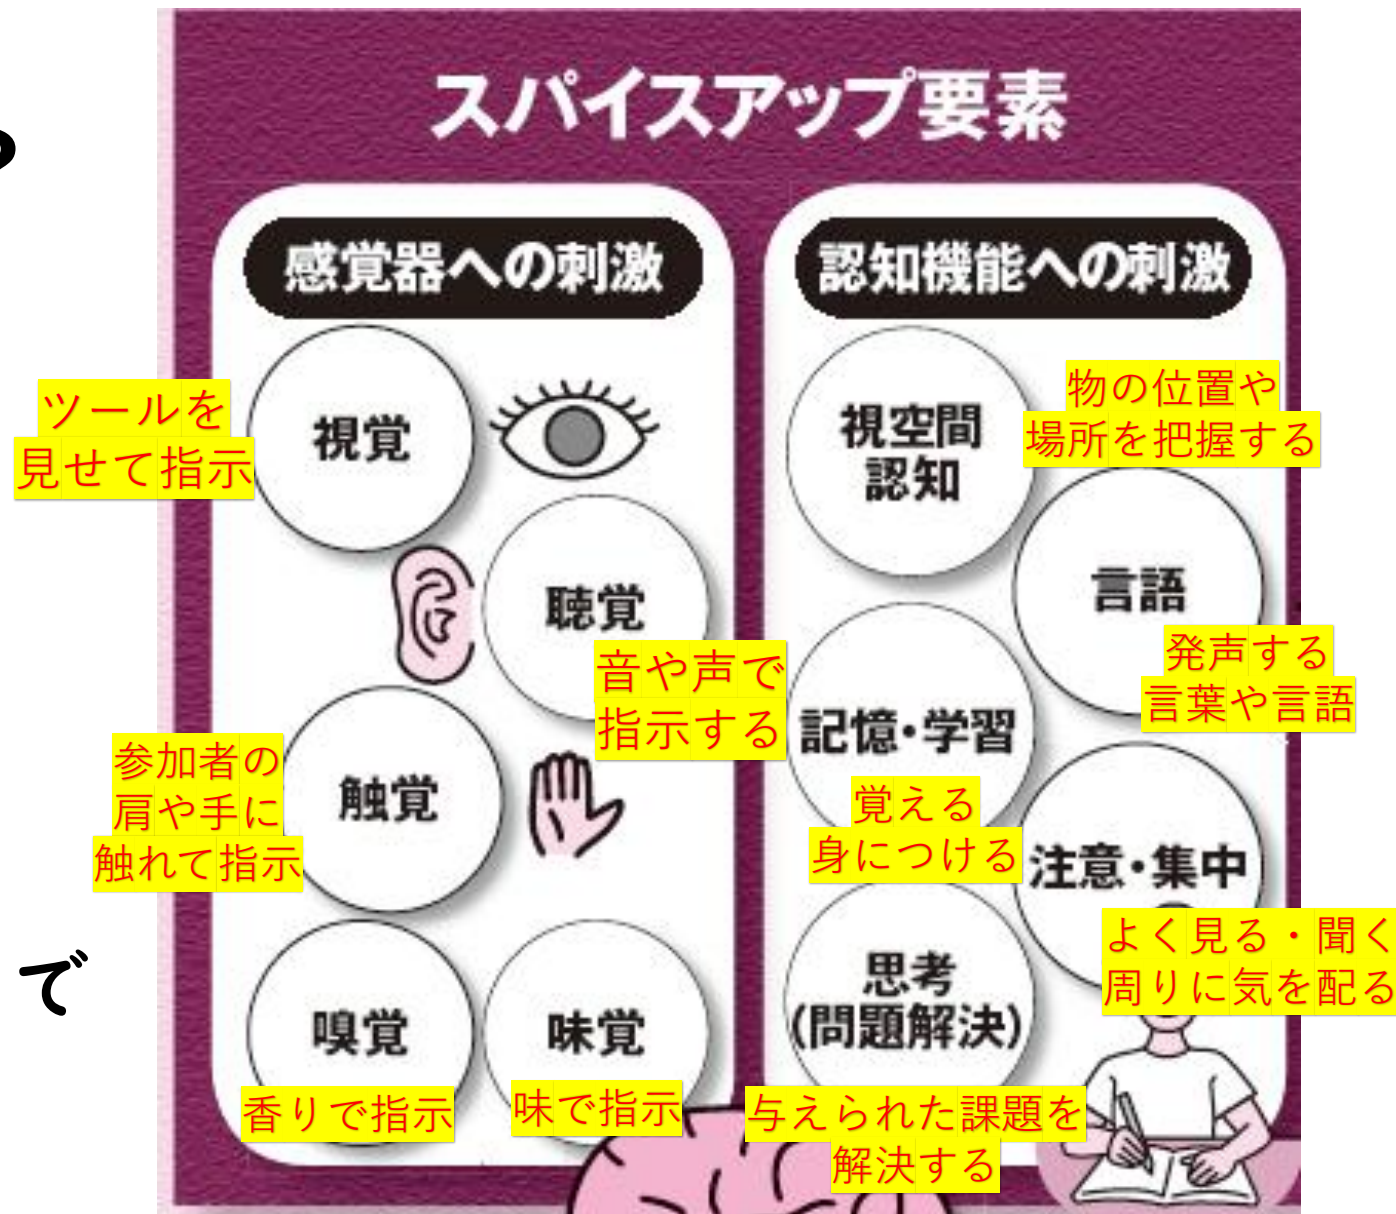 スパイスアップ要素
感覚器への刺激
視覚
ツールを
見せて指示
聴覚
音や声で
指示する
触覚
参加者の
肩や手に
触れて指示
嗅覚
香りで指示
味覚
味で指示
認知機能への刺激
視空間
認知
物の位置や
場所を把握する
言語
発声する
言葉や言語
記憶・学習
覚える
身につける
注意・集中
よく見る・聞く
周りに気を配る
思考
(問題解決)
与えられた課題を
解決する
で